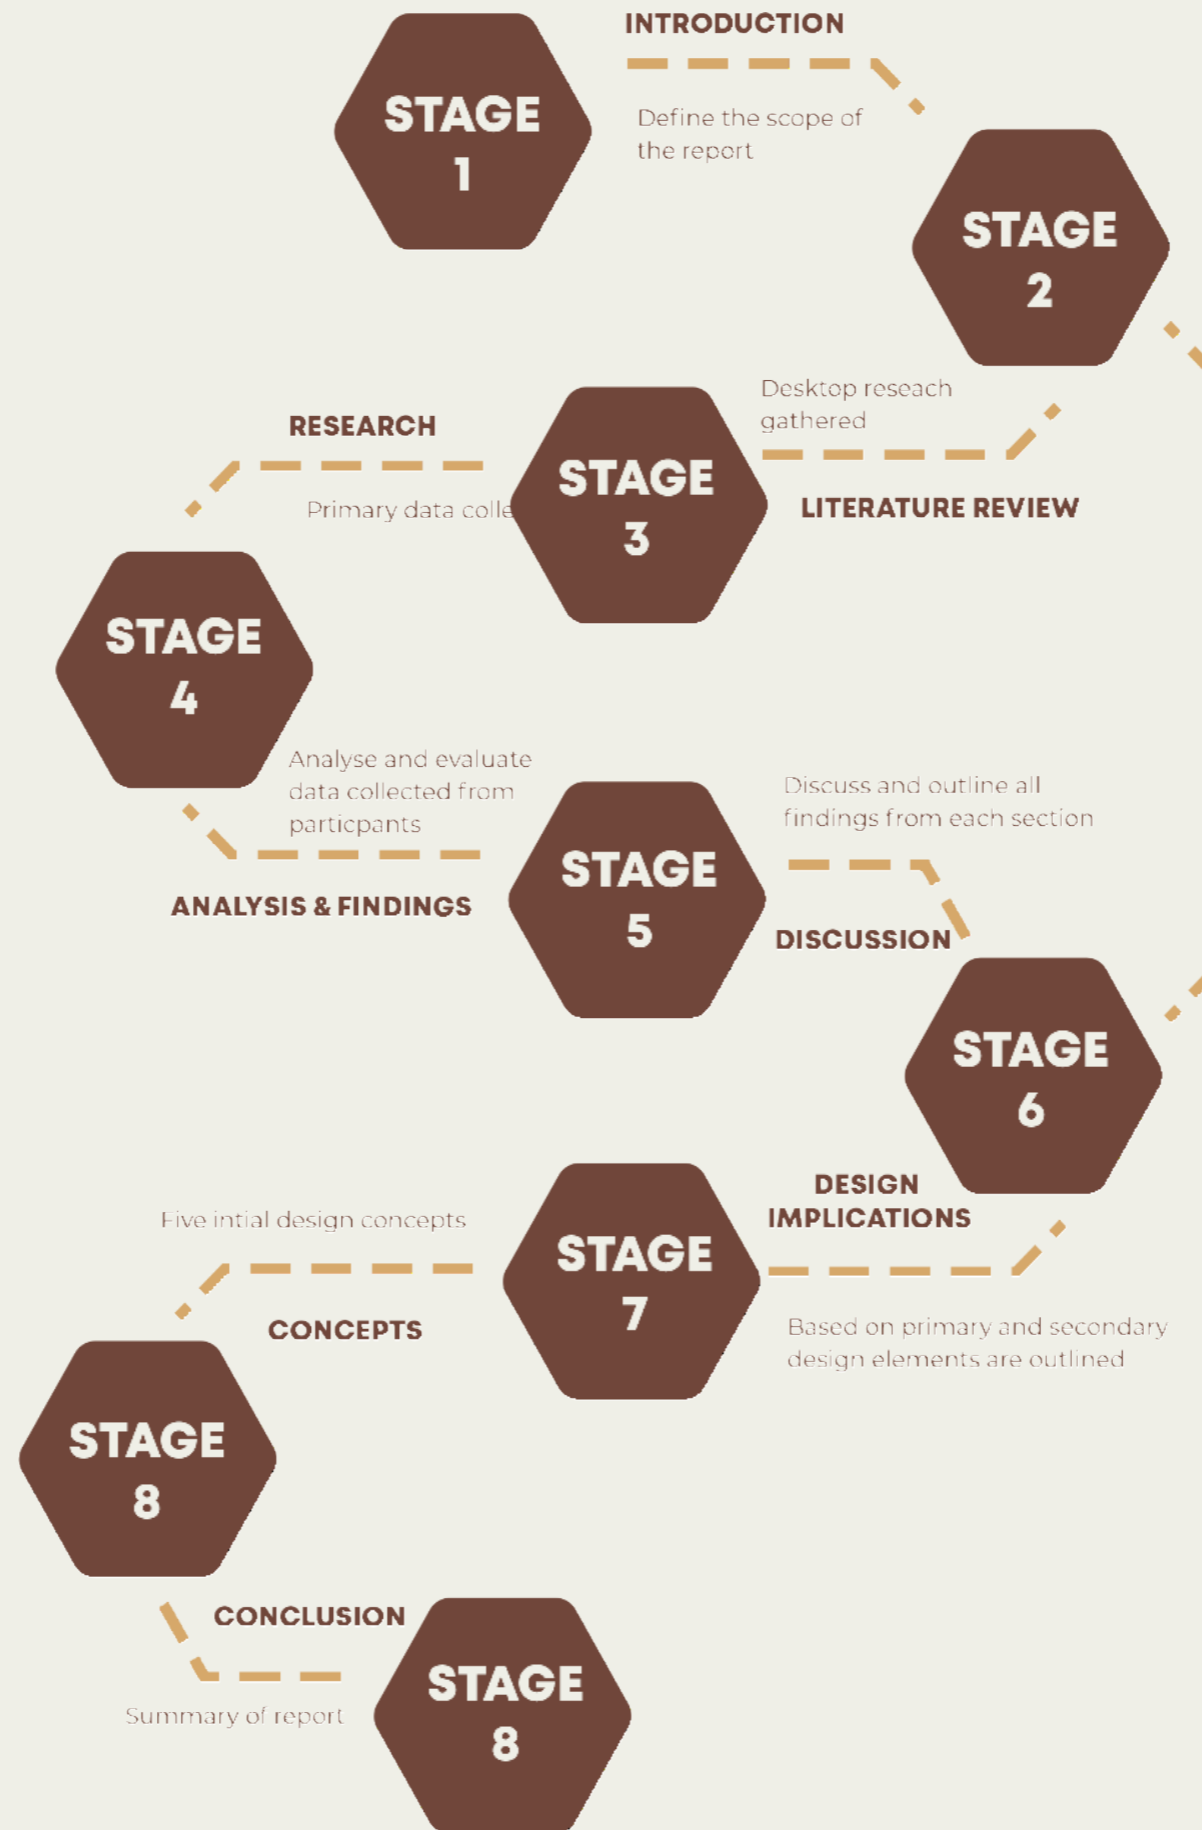 STAGE
1
INTRODUCTION
Define the scope of
the report
STAGE
2
Desktop reseach
gathered
LITERATURE REVIEW
STAGE
3
RESEARCH
Primary data colle
STAGE
4
Analyse and evaluate
data collected from
particpants
ANALYSIS & FINDINGS
STAGE
5
Discuss and outline all
findings from each section
DISCUSSION
STAGE
6
DESIGN
IMPLICATIONS
Based on primary and secondary
design elements are outlined
STAGE
7
Five intial design concepts
CONCEPTS
STAGE
8
CONCLUSION
Summary of report
STAGE
8